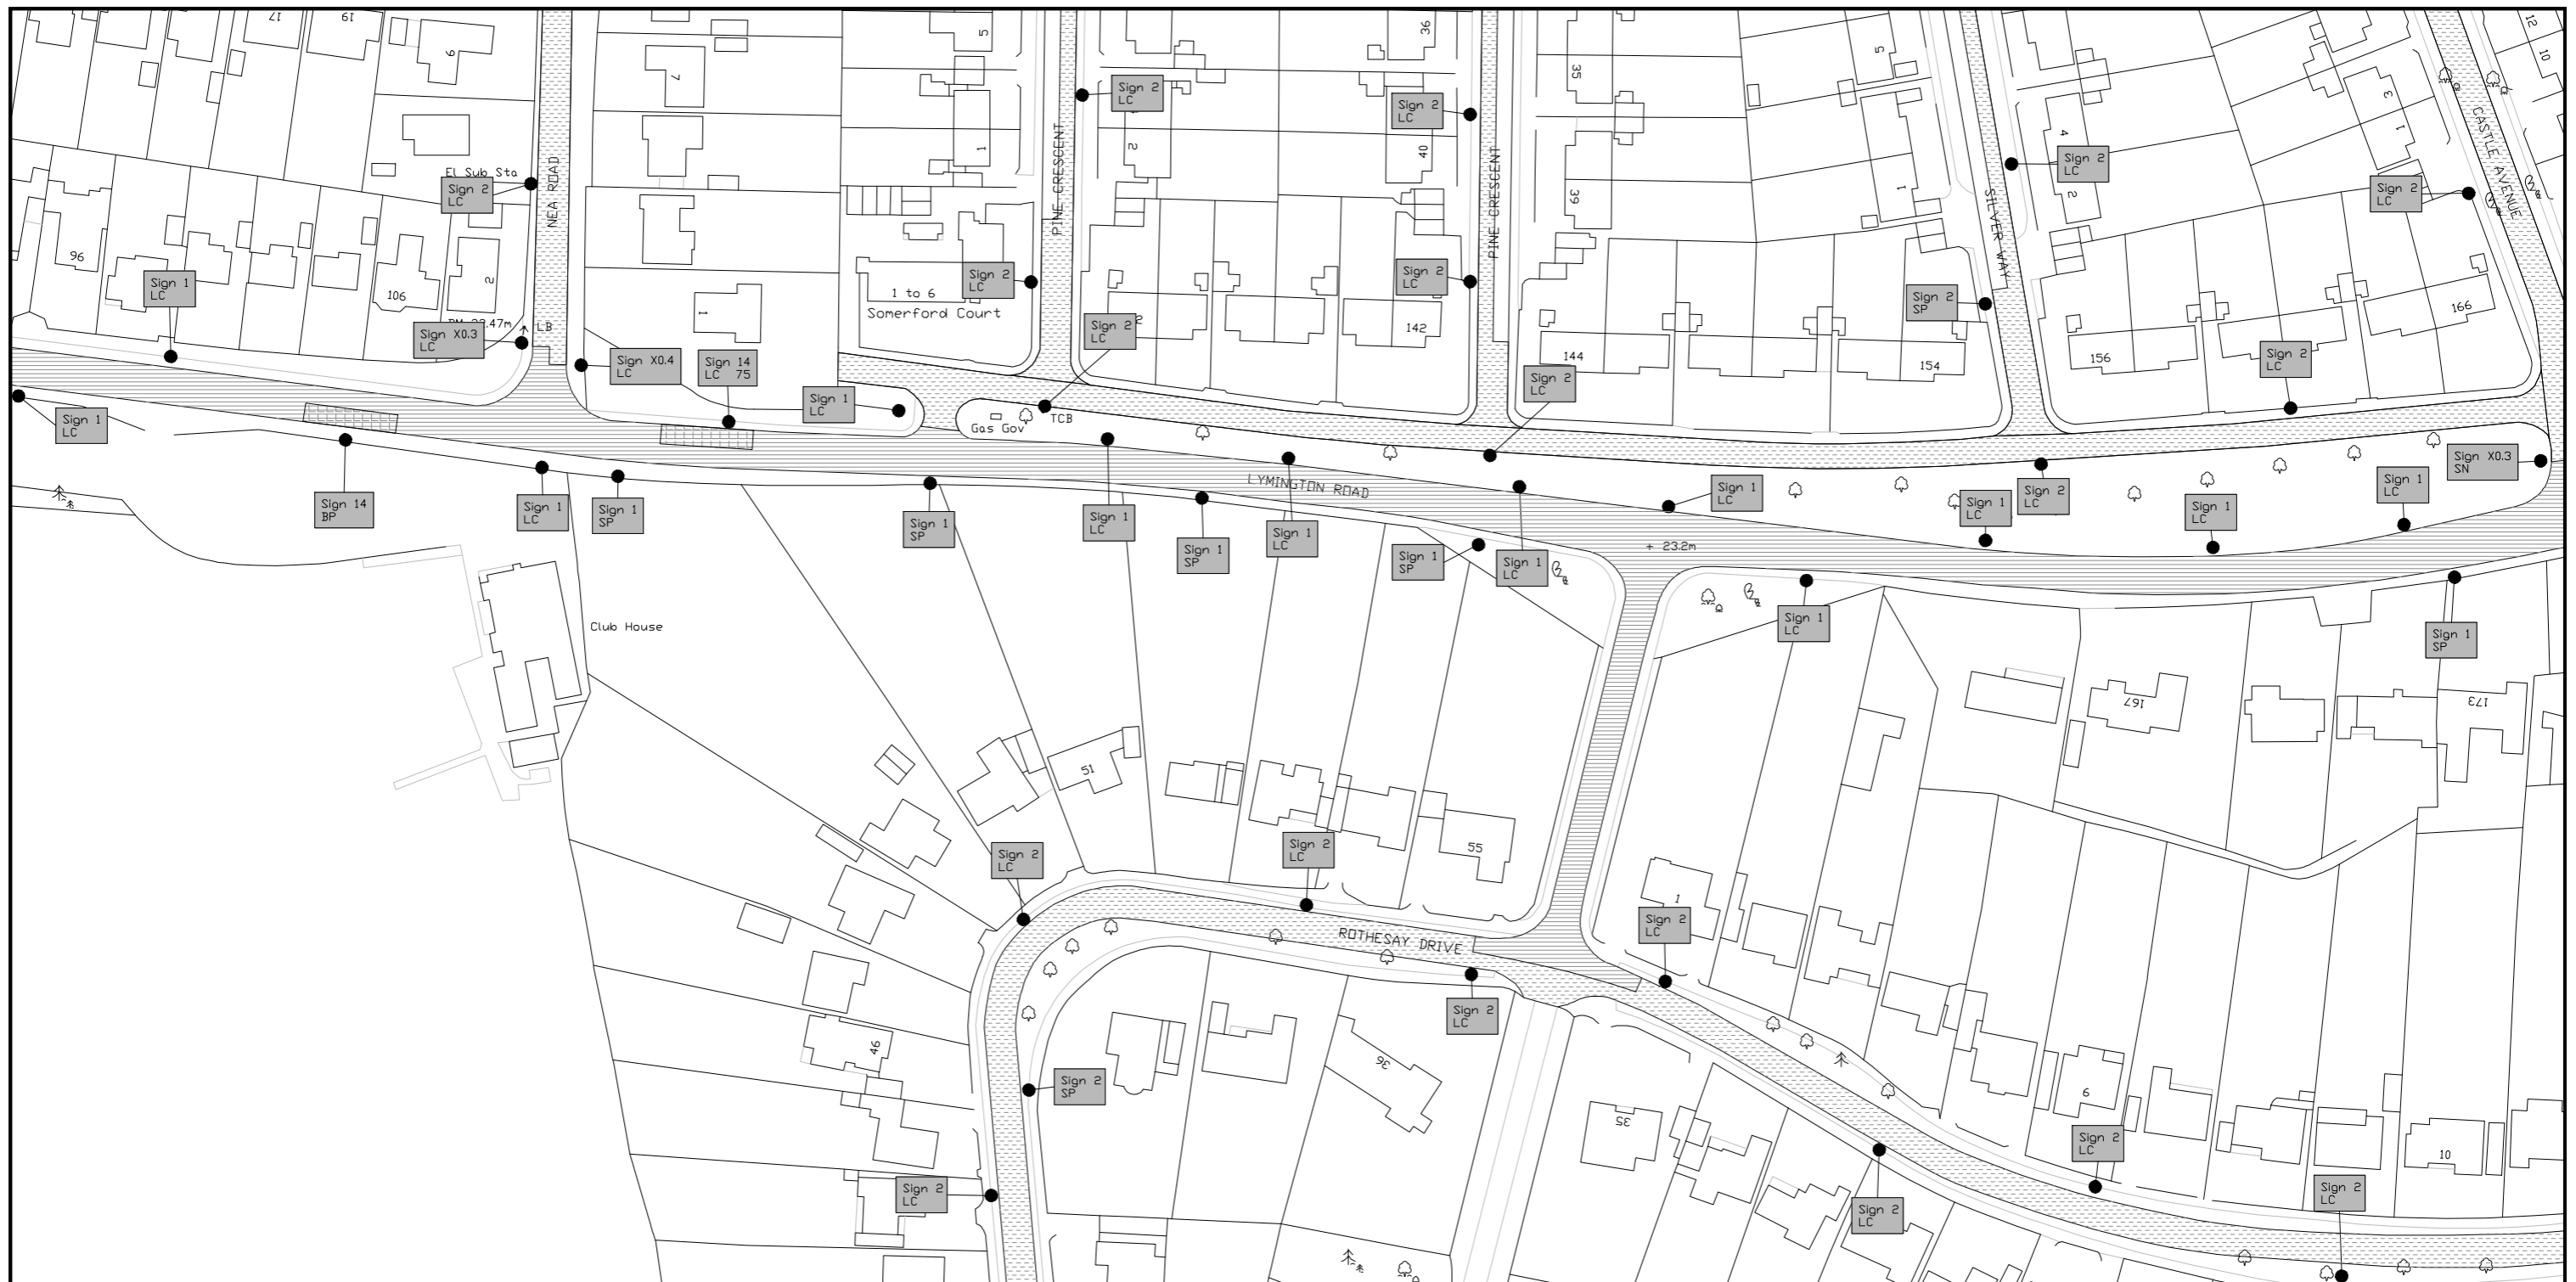 17
19
6
5
36
5
12
10
7
35
3
1
Sign 2
LC
Sign 2
LC
El Sub Sta
Sign 2
LC
NEA ROAD
PINE CRESCENT
1
2
40
PINE CRESCENT
39
1
SILVER WAY
4
2
Sign 2
LC
Sign 2
LC
CASTLE AVENUE
96
Sign 1
LC
106
2
Sign X0.3
LC
LB
1
1 to 6
Somerford Court
Sign 2
LC
Sign 2
LC
Sign 2
LC
142
144
Sign 2
SP
154
156
166
Sign 2
LC
Sign X0.4
LC
Sign 14
LC 75
Sign 1
LC
Gas Gov
TCB
Sign 2
LC
Sign 1
LC
Sign 14
BP
Sign 1
LC
Sign 1
SP
Sign 1
SP
Sign 1
LC
LYMINGTON ROAD
Sign 1
SP
Sign 1
LC
Sign 1
SP
Sign 1
LC
Sign 1
LC
+ 23.2m
Sign 1
LC
Sign 2
LC
Sign 1
LC
Sign 1
LC
Sign X0.3
SN
Club House
Sign 1
LC
Sign 1
SP
167
173
51
55
Sign 2
LC
Sign 2
LC
1
Sign 2
LC
ROTHESAY DRIVE
Sign 2
LC
46
36
Sign 2
SP
35
6
Sign 2
LC
10
Sign 2
LC
Sign 2
LC
Sign 2
LC